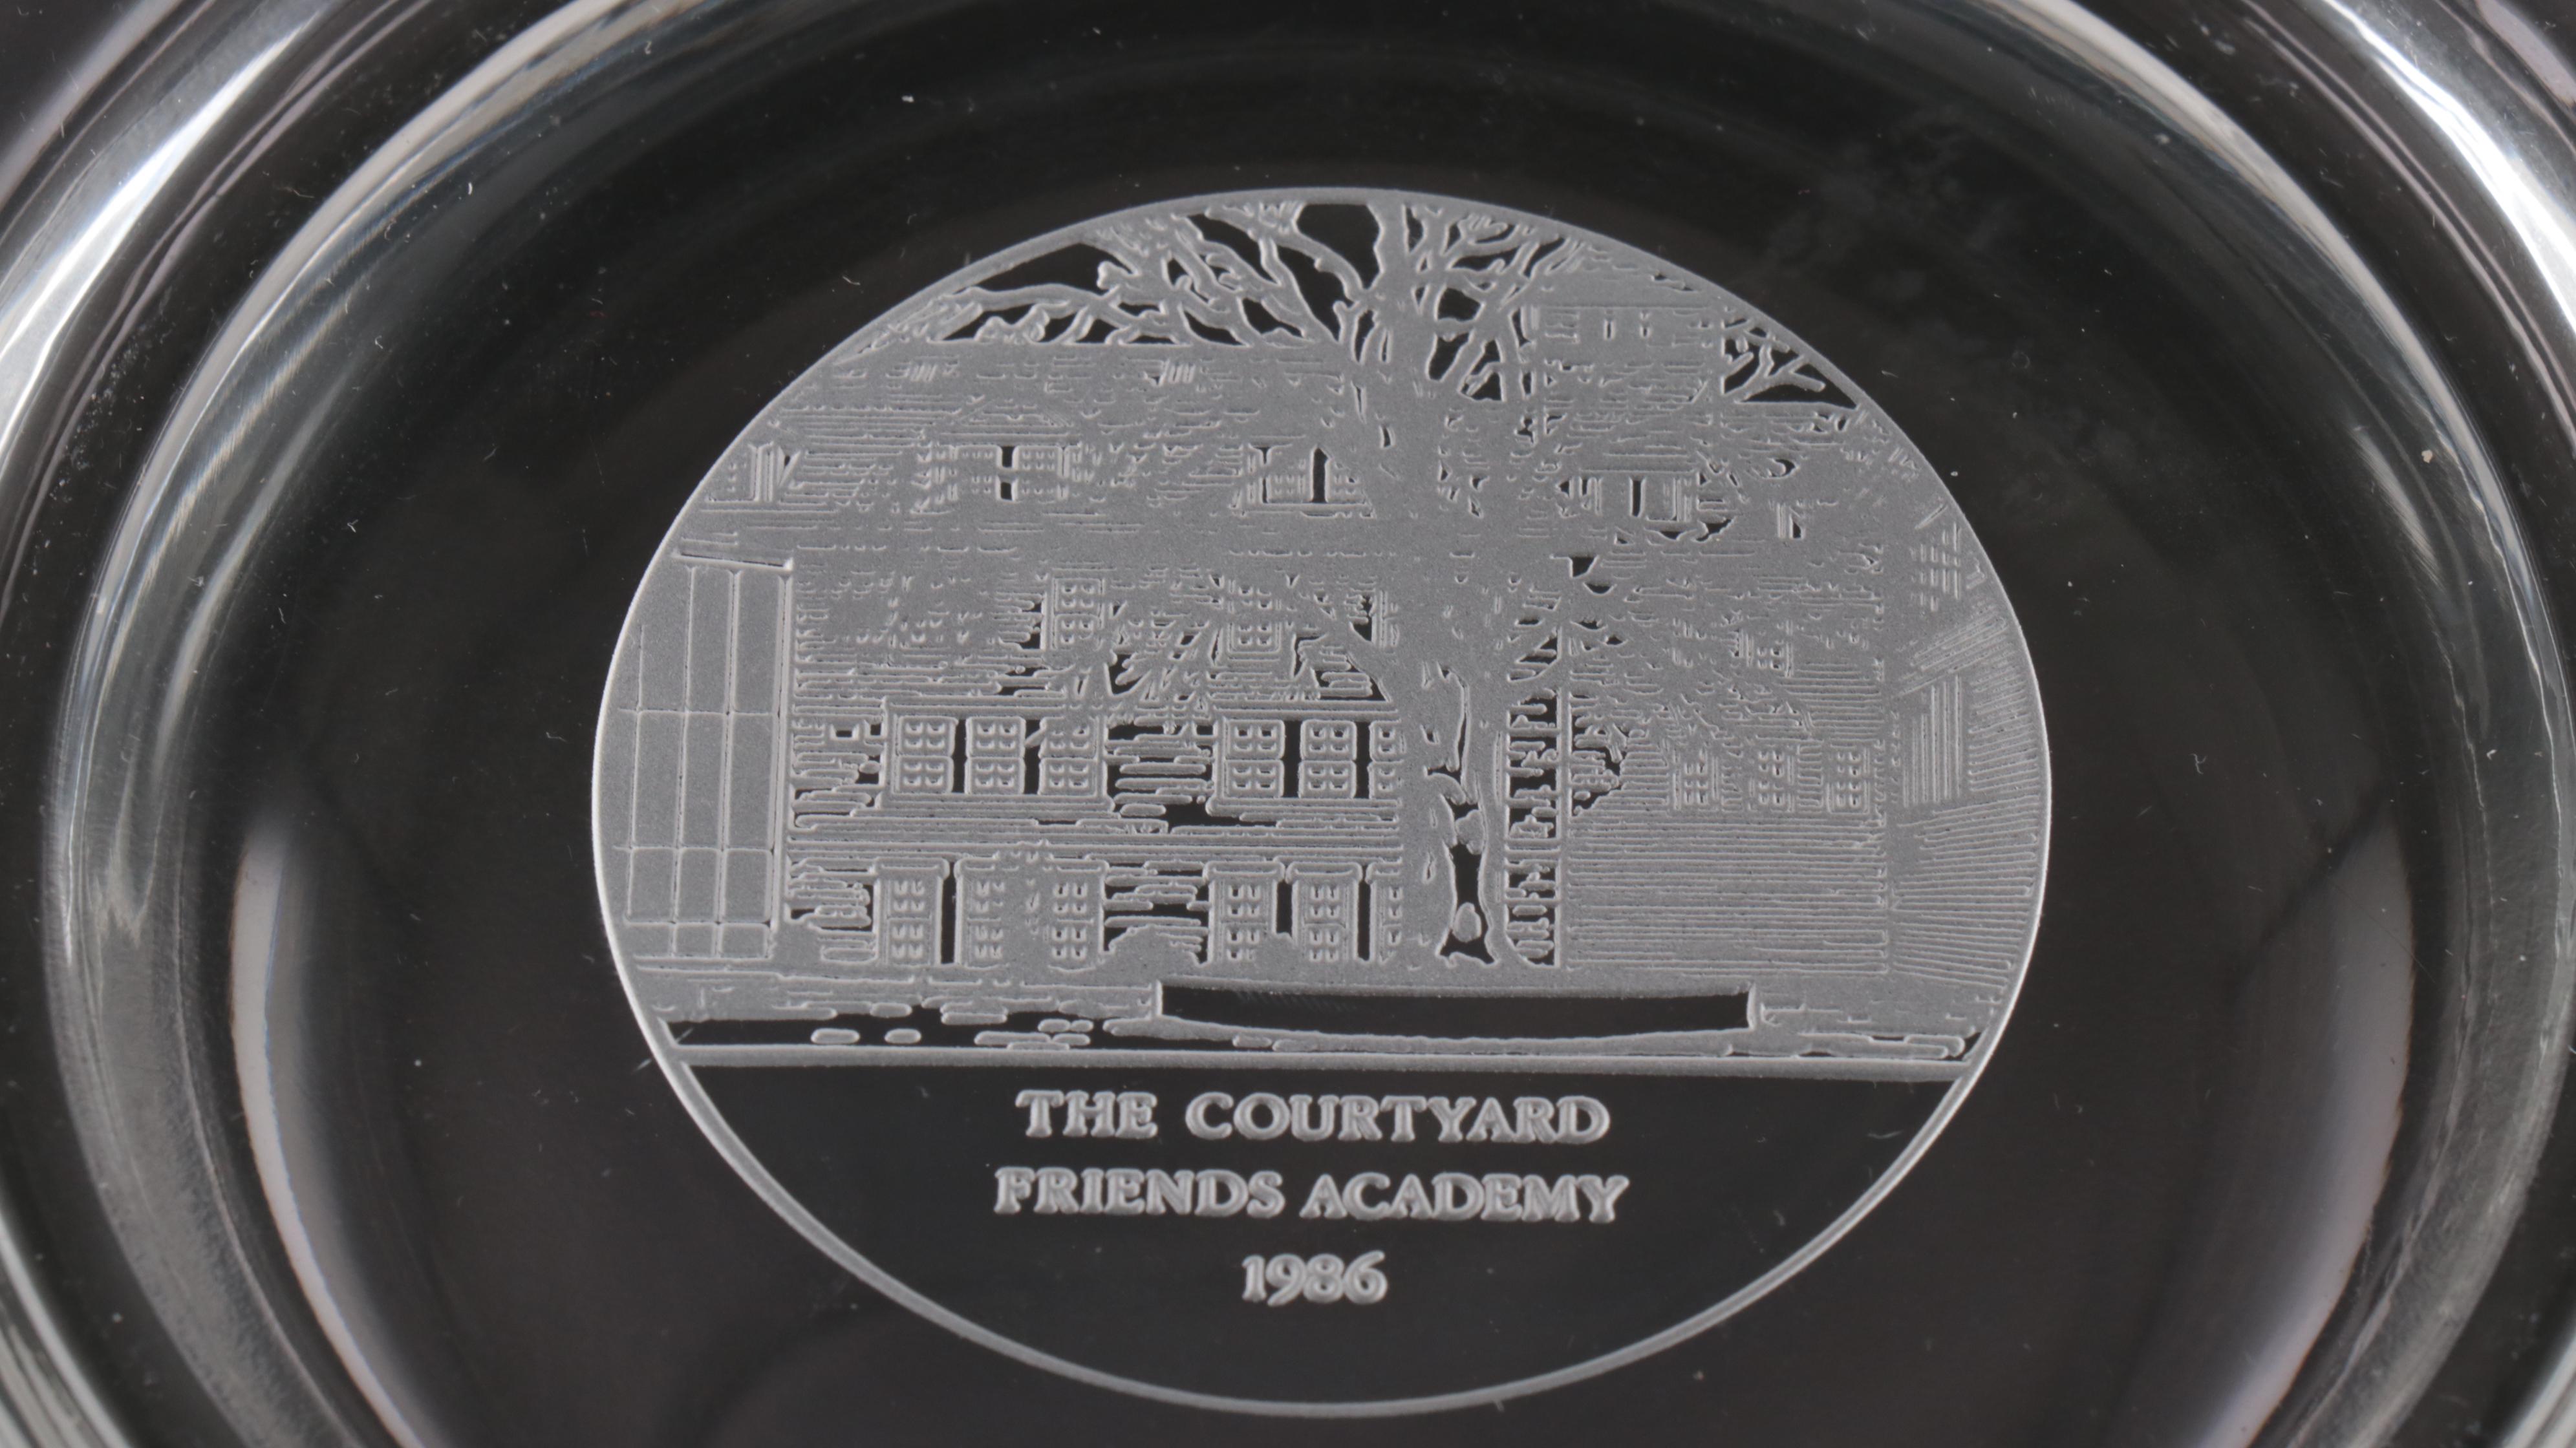 THE COURTYARD
FRIENDS ACADEMY
1986